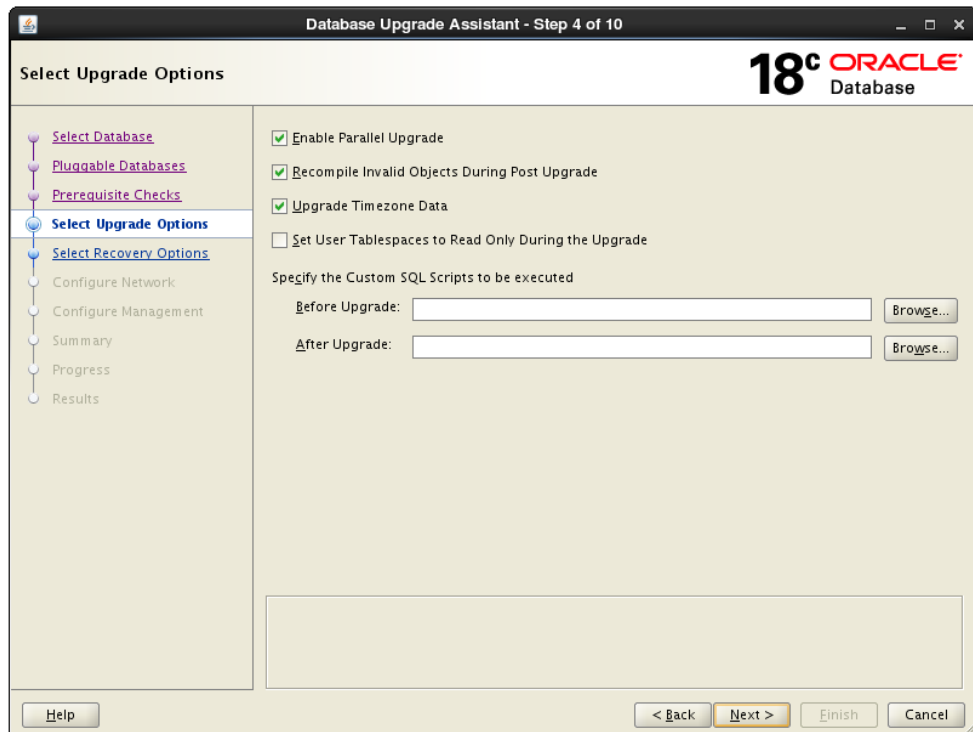 Database Upgrade Assistant - Step 4 of 10
Select Upgrade Options
18c ORACLE
Database
Select Database
Pluggable Databases
Prerequisite Checks
Select Upgrade Options
Select Recovery Options
Configure Network
Configure Management
Summary
Progress
Results
Enable Parallel Upgrade
Recompile Invalid Objects During Post Upgrade
Upgrade Timezone Data
Set User Tablespaces to Read Only During the Upgrade
Specify the Custom SQL Scripts to be executed
Before Upgrade: Browse...
After Upgrade: Browse...
Help < Back Next > Finish Cancel